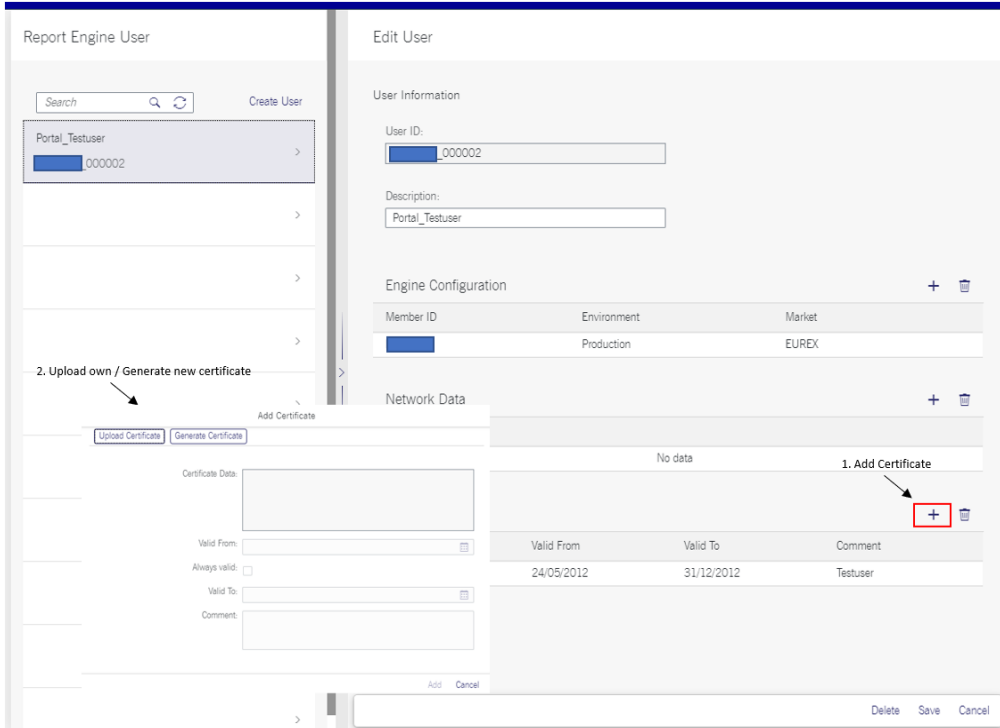 Report Engine User
Edit User
Search
Create User
Portal_Testuser
_000002
User Information
User ID:
_000002
Description:
Portal_Testuser
Engine Configuration
Member ID Environment Market
Production EUREX
Network Data
No data
1. Add Certificate
Valid From Valid To Comment
24/05/2012 31/12/2012 Testuser
2. Upload own / Generate new certificate
Add Certificate
Upload Certificate Generate Certificate
Certificate Data:
Valid From:
Always valid:
Valid To:
Comment:
Add Cancel
Delete Save Cancel